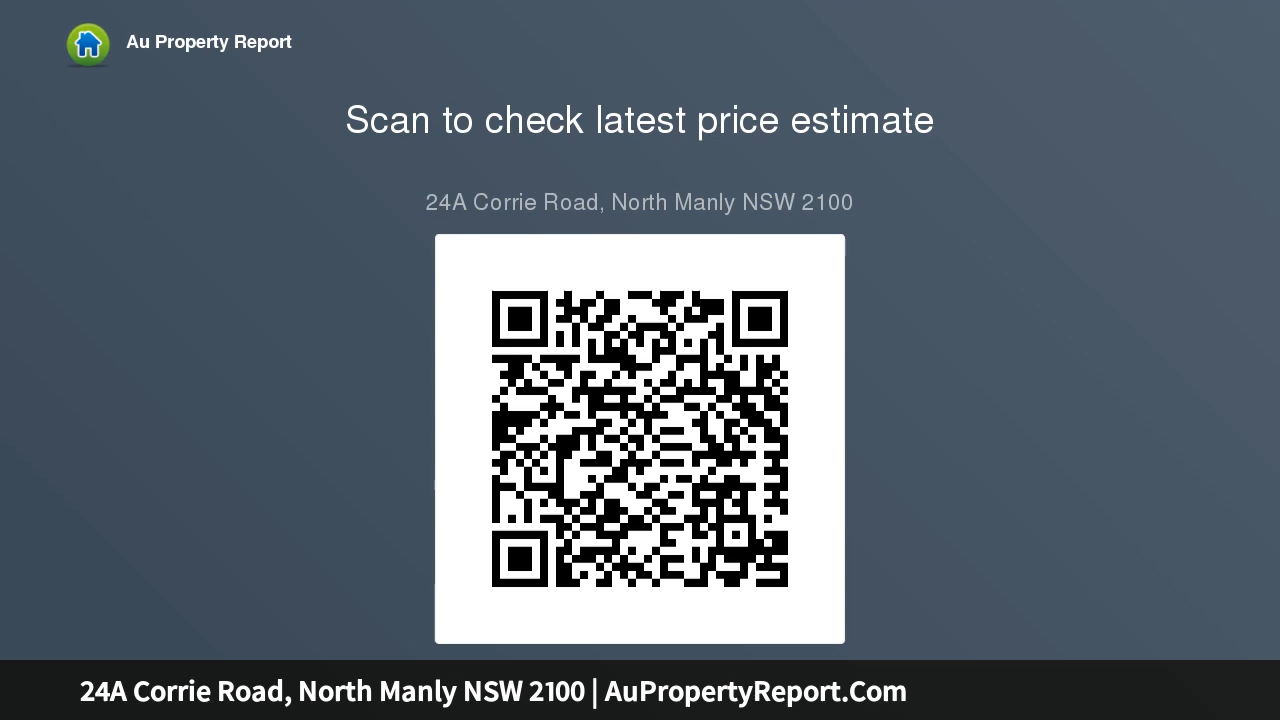 Au Property Report
Scan to check latest price estimate
24A Corrie Road, North Manly NSW 2100
24A Corrie Road, North Manly NSW 2100 | AuPropertyReport.Com